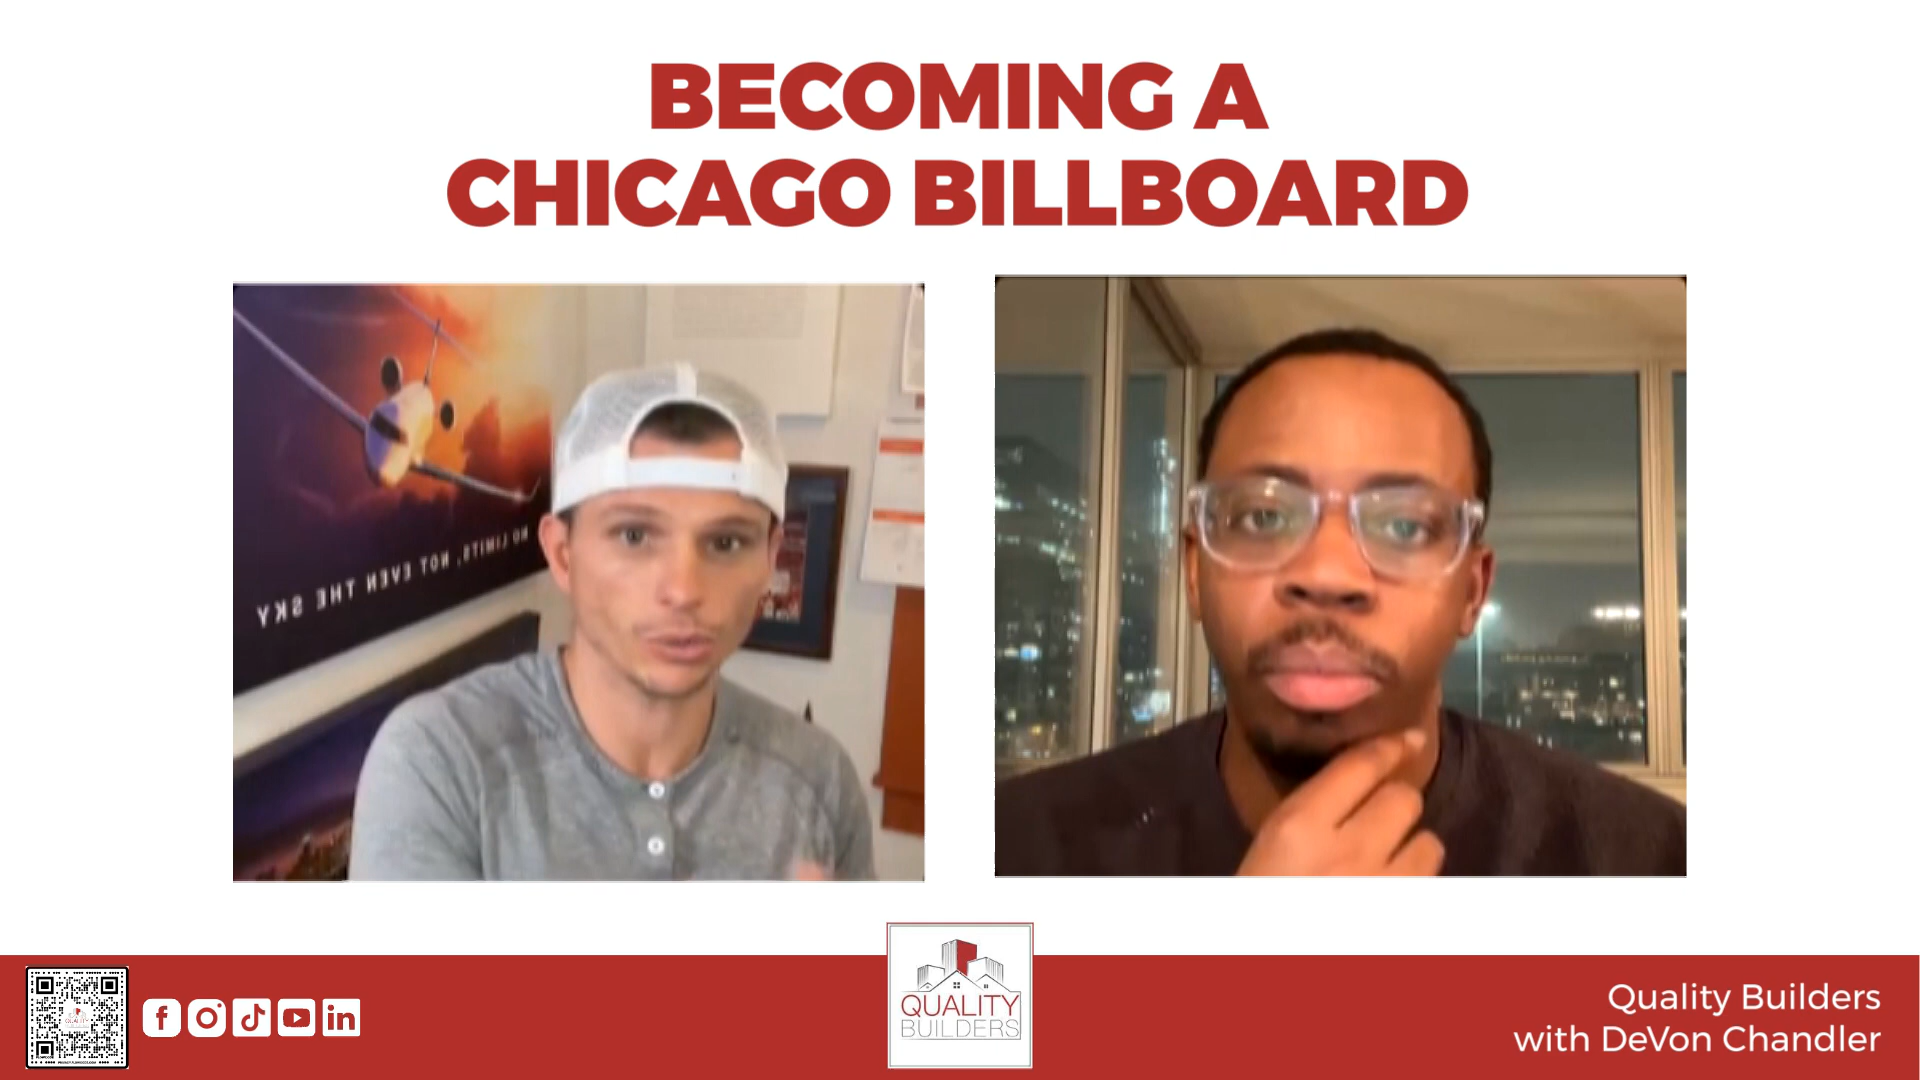 BECOMING A
CHICAGO BILLBOARD
NO LIMITS, NOT EVEN
THE SKY
QUALITY
BUILDERS
Quality Builders
with DeVon Chandler